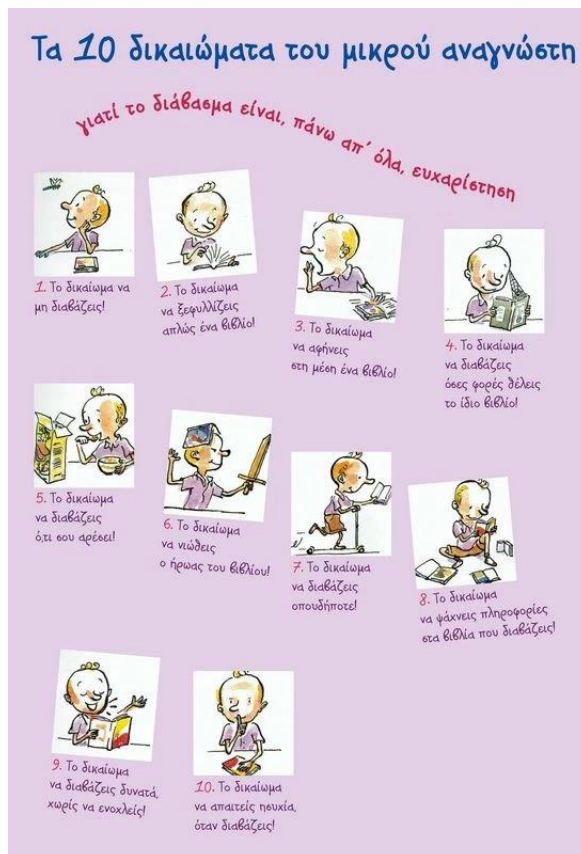 Τα 10 δικαιώματα του μικρού αναγνώστη
γιατί το διάβασμα είναι, πάνω απ' όλα, ευχαρίστηση
1. Το δικαίωμα να
μη διαβάζεις!
2. Το δικαίωμα
να ξεφυλλίζεις
απλώς ένα βιβλίο!
3. Το δικαίωμα
να αφήνεις
στη μέση ένα βιβλίο!
4. Το δικαίωμα
να διαβάζεις
όσες φορές θέλεις
το ίδιο βιβλίο!
5. Το δικαίωμα
να διαβάζεις
ό,τι σου αρέσει!
6. Το δικαίωμα
να νιώθεις
ο ήρωας του βιβλίου!
7. Το δικαίωμα
να διαβάζεις
οπουδήποτε!
8. Το δικαίωμα
να ψάχνεις πληροφορίες
στα βιβλία που διαβάζεις!
9. Το δικαίωμα
να διαβάζεις δυνατά,
χωρίς να ενοχλείς!
10. Το δικαίωμα
να απαιτείς ησυχία,
όταν διαβάζεις!